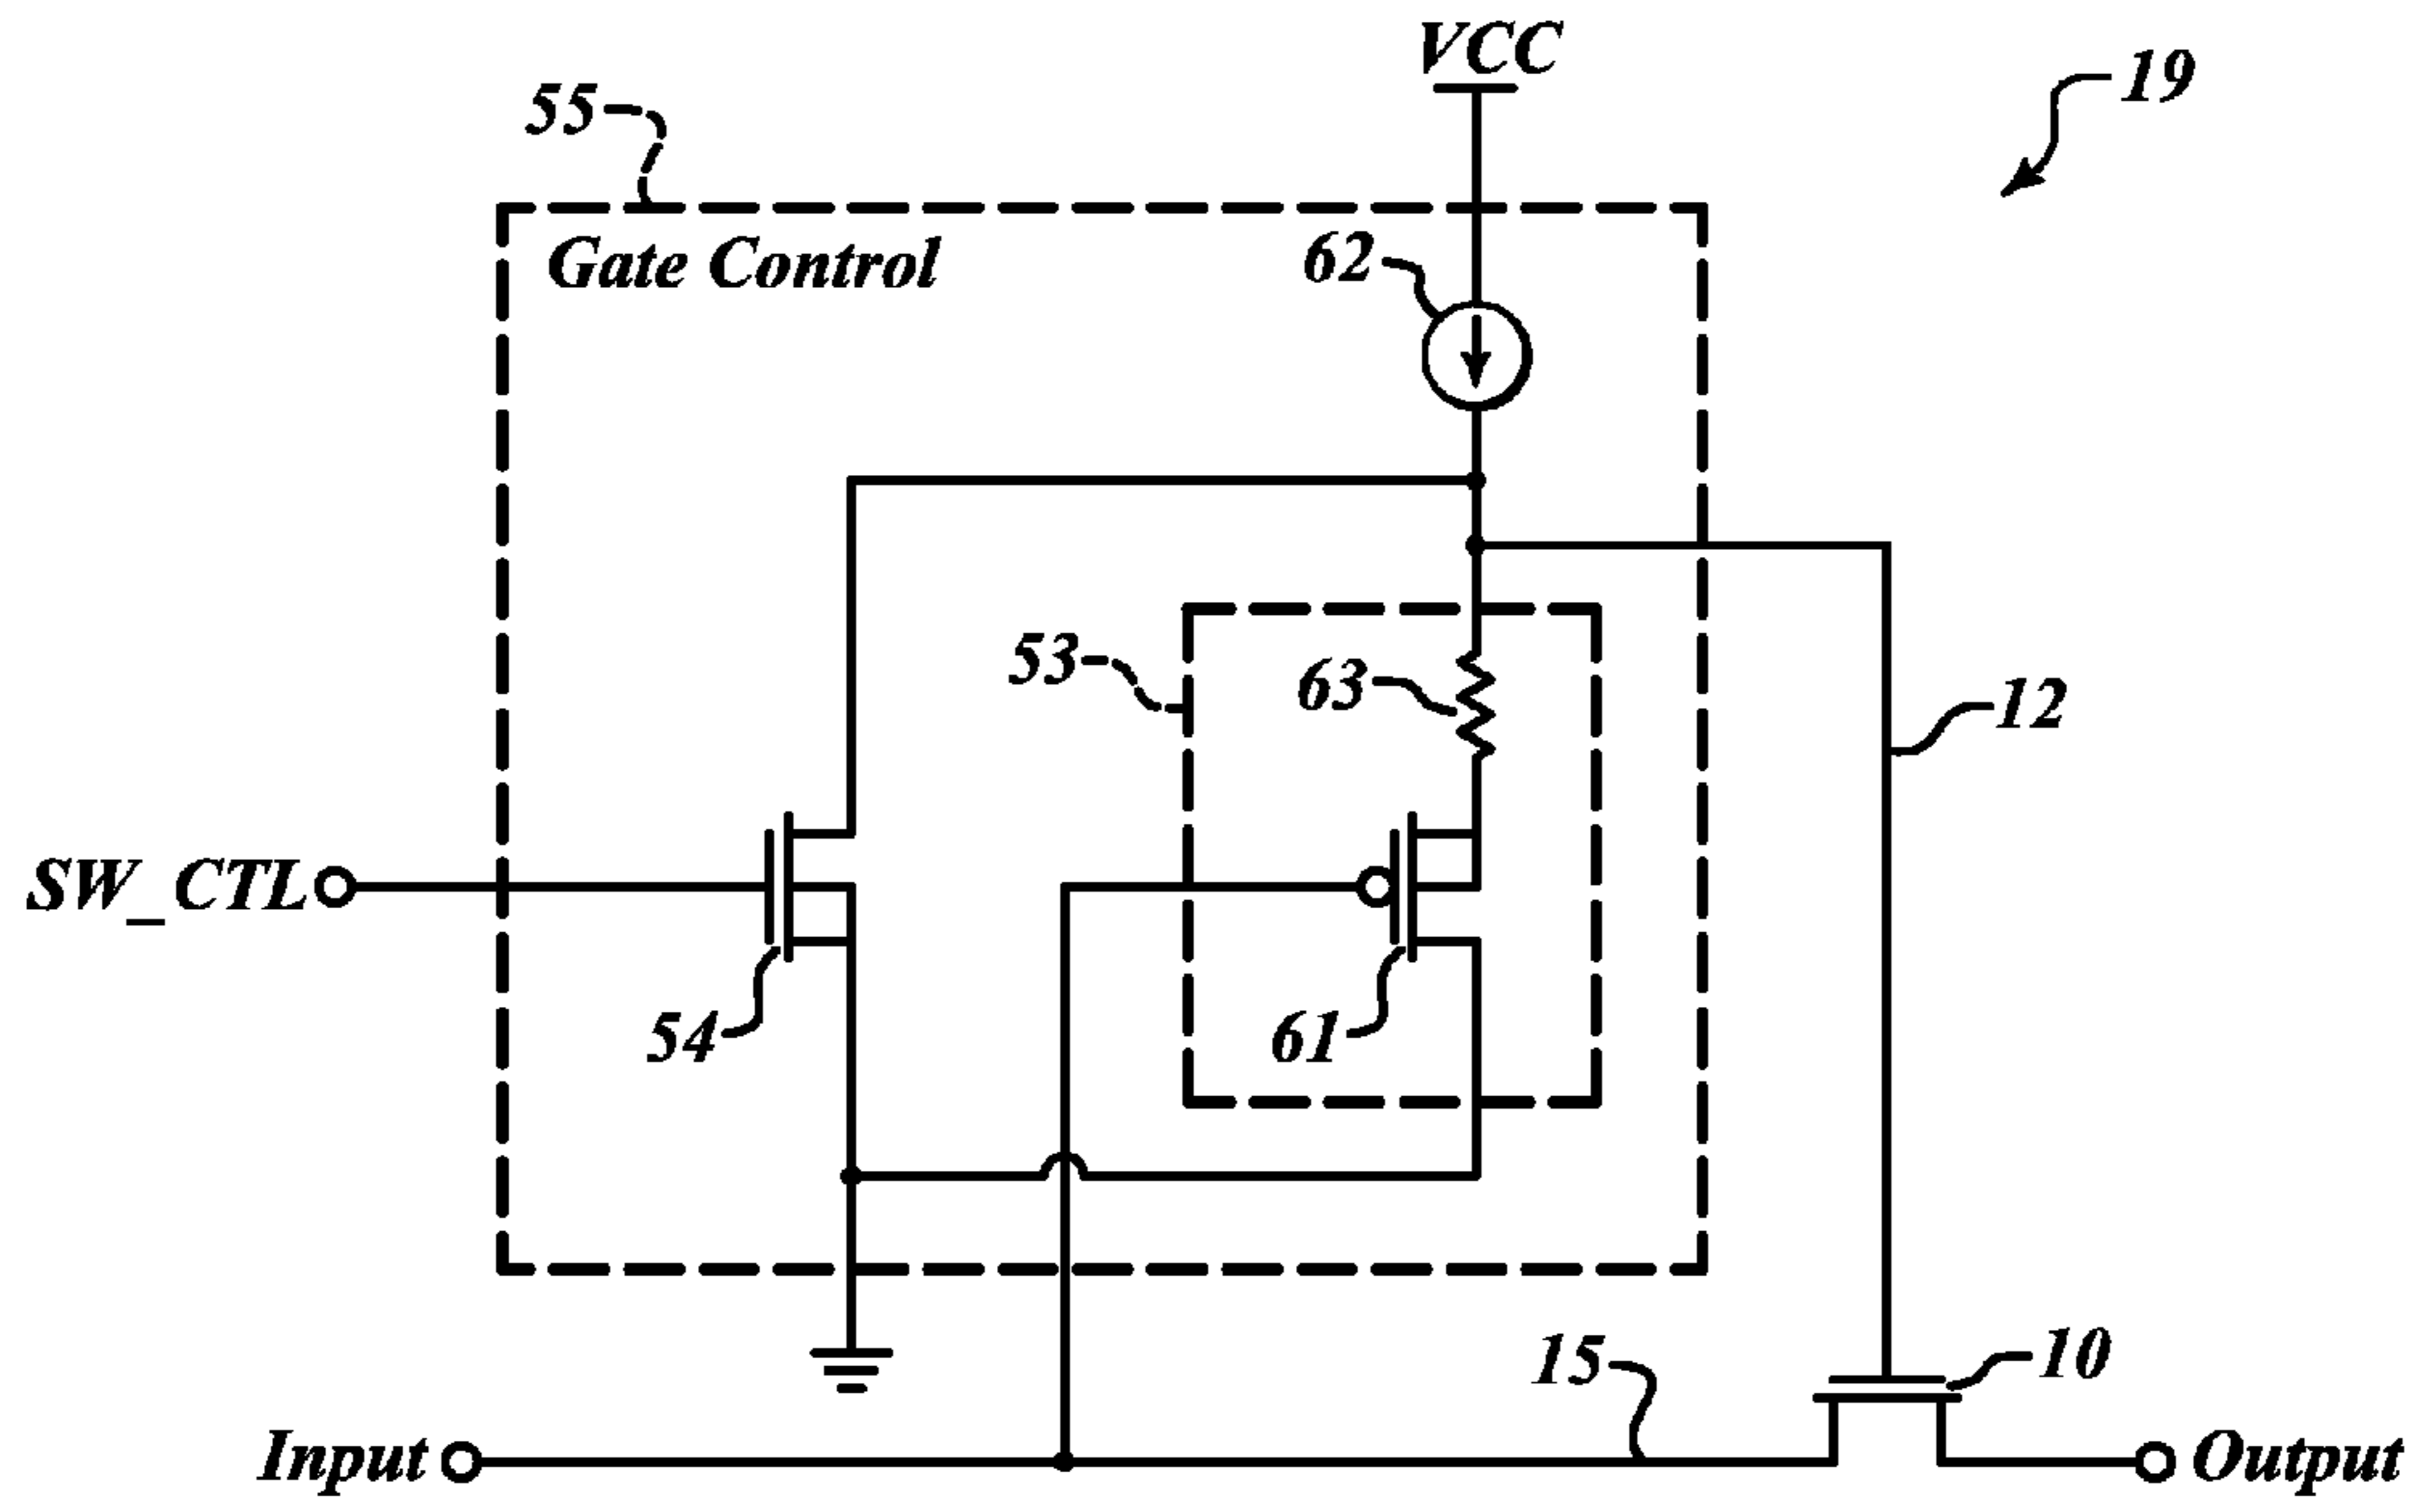 VCC
19
55
Gate Control
62
53
63
12
SW_CTL
54
61
15
10
Input
Output